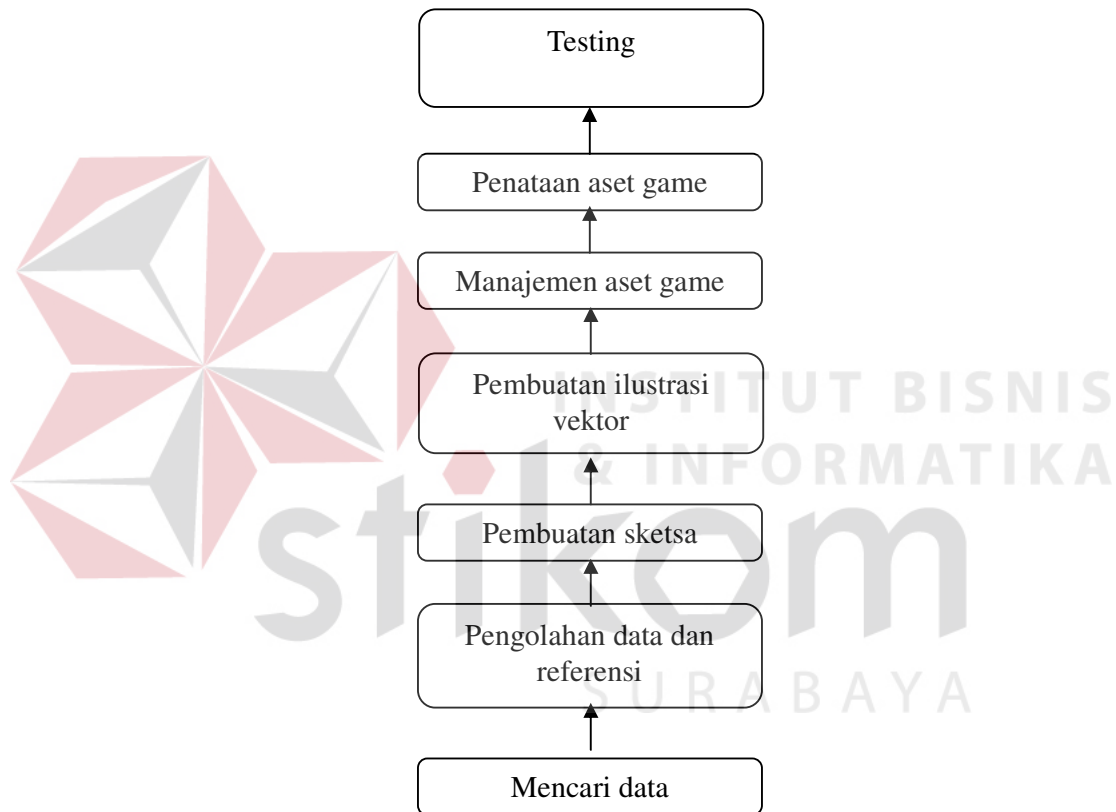 Testing
Penataan aset game
Manajemen aset game
Pembuatan ilustrasi
vektor
INSTITUT BISNIS
& INFORMATIKA
Pembuatan sketsa
stikom
Pengolahan data dan
referensi
SURABAYA
Mencari data